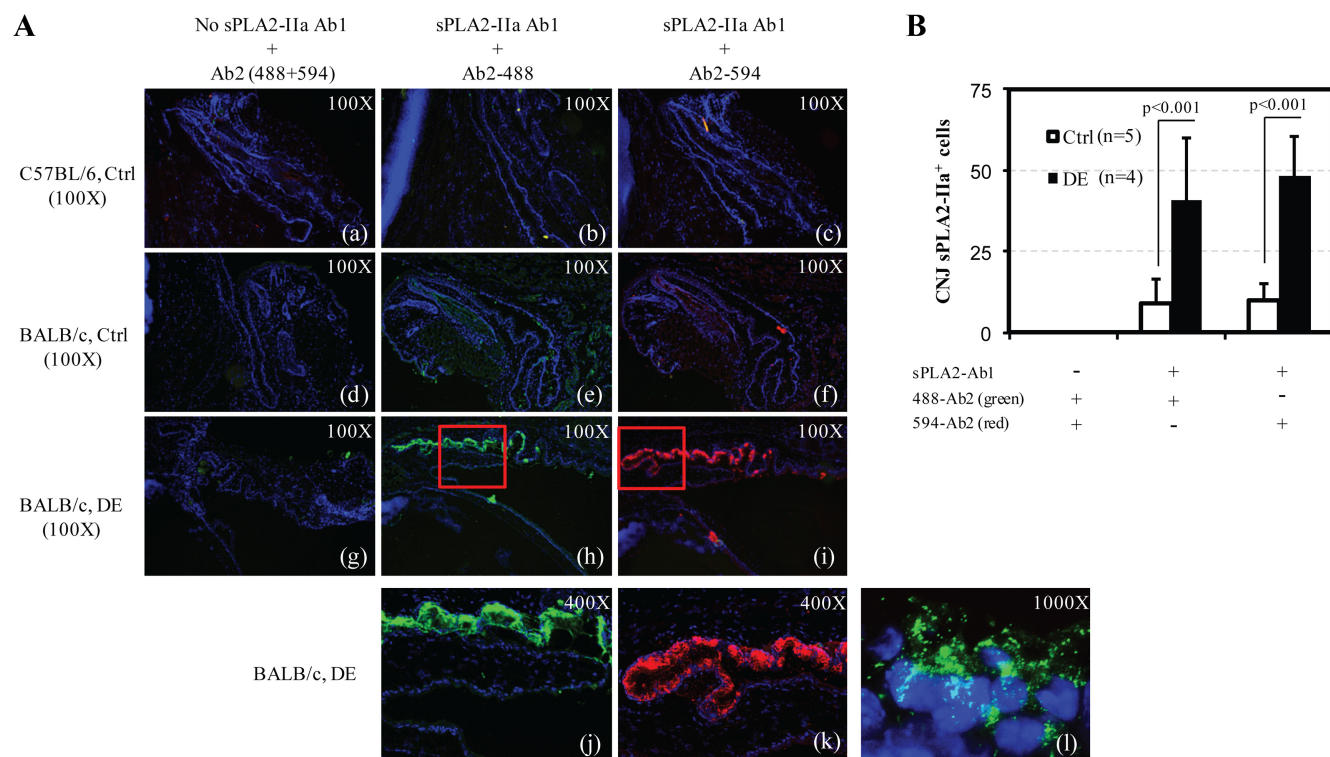 A
No sPLA2-IIa Ab1
+
Ab2 (488+594)
sPLA2-IIa Ab1
+
Ab2-488
sPLA2-IIa Ab1
+
Ab2-594
C57BL/6, Ctrl
(100X)
100X
(a)
100X
(b)
100X
(c)
BALB/c, Ctrl
(100X)
100X
(d)
100X
(e)
100X
(f)
BALB/c, DE
(100X)
100X
(g)
100X
(h)
100X
(i)
BALB/c, DE
400X
(j)
400X
(k)
1000X
(l)
B
CNJ sPLA2-IIa+ cells
75
50
25
0
Ctrl (n=5)
DE (n=4)
p<0.001
p<0.001
sPLA2-Ab1 - + +
488-Ab2 (green) + + -
594-Ab2 (red) + - +